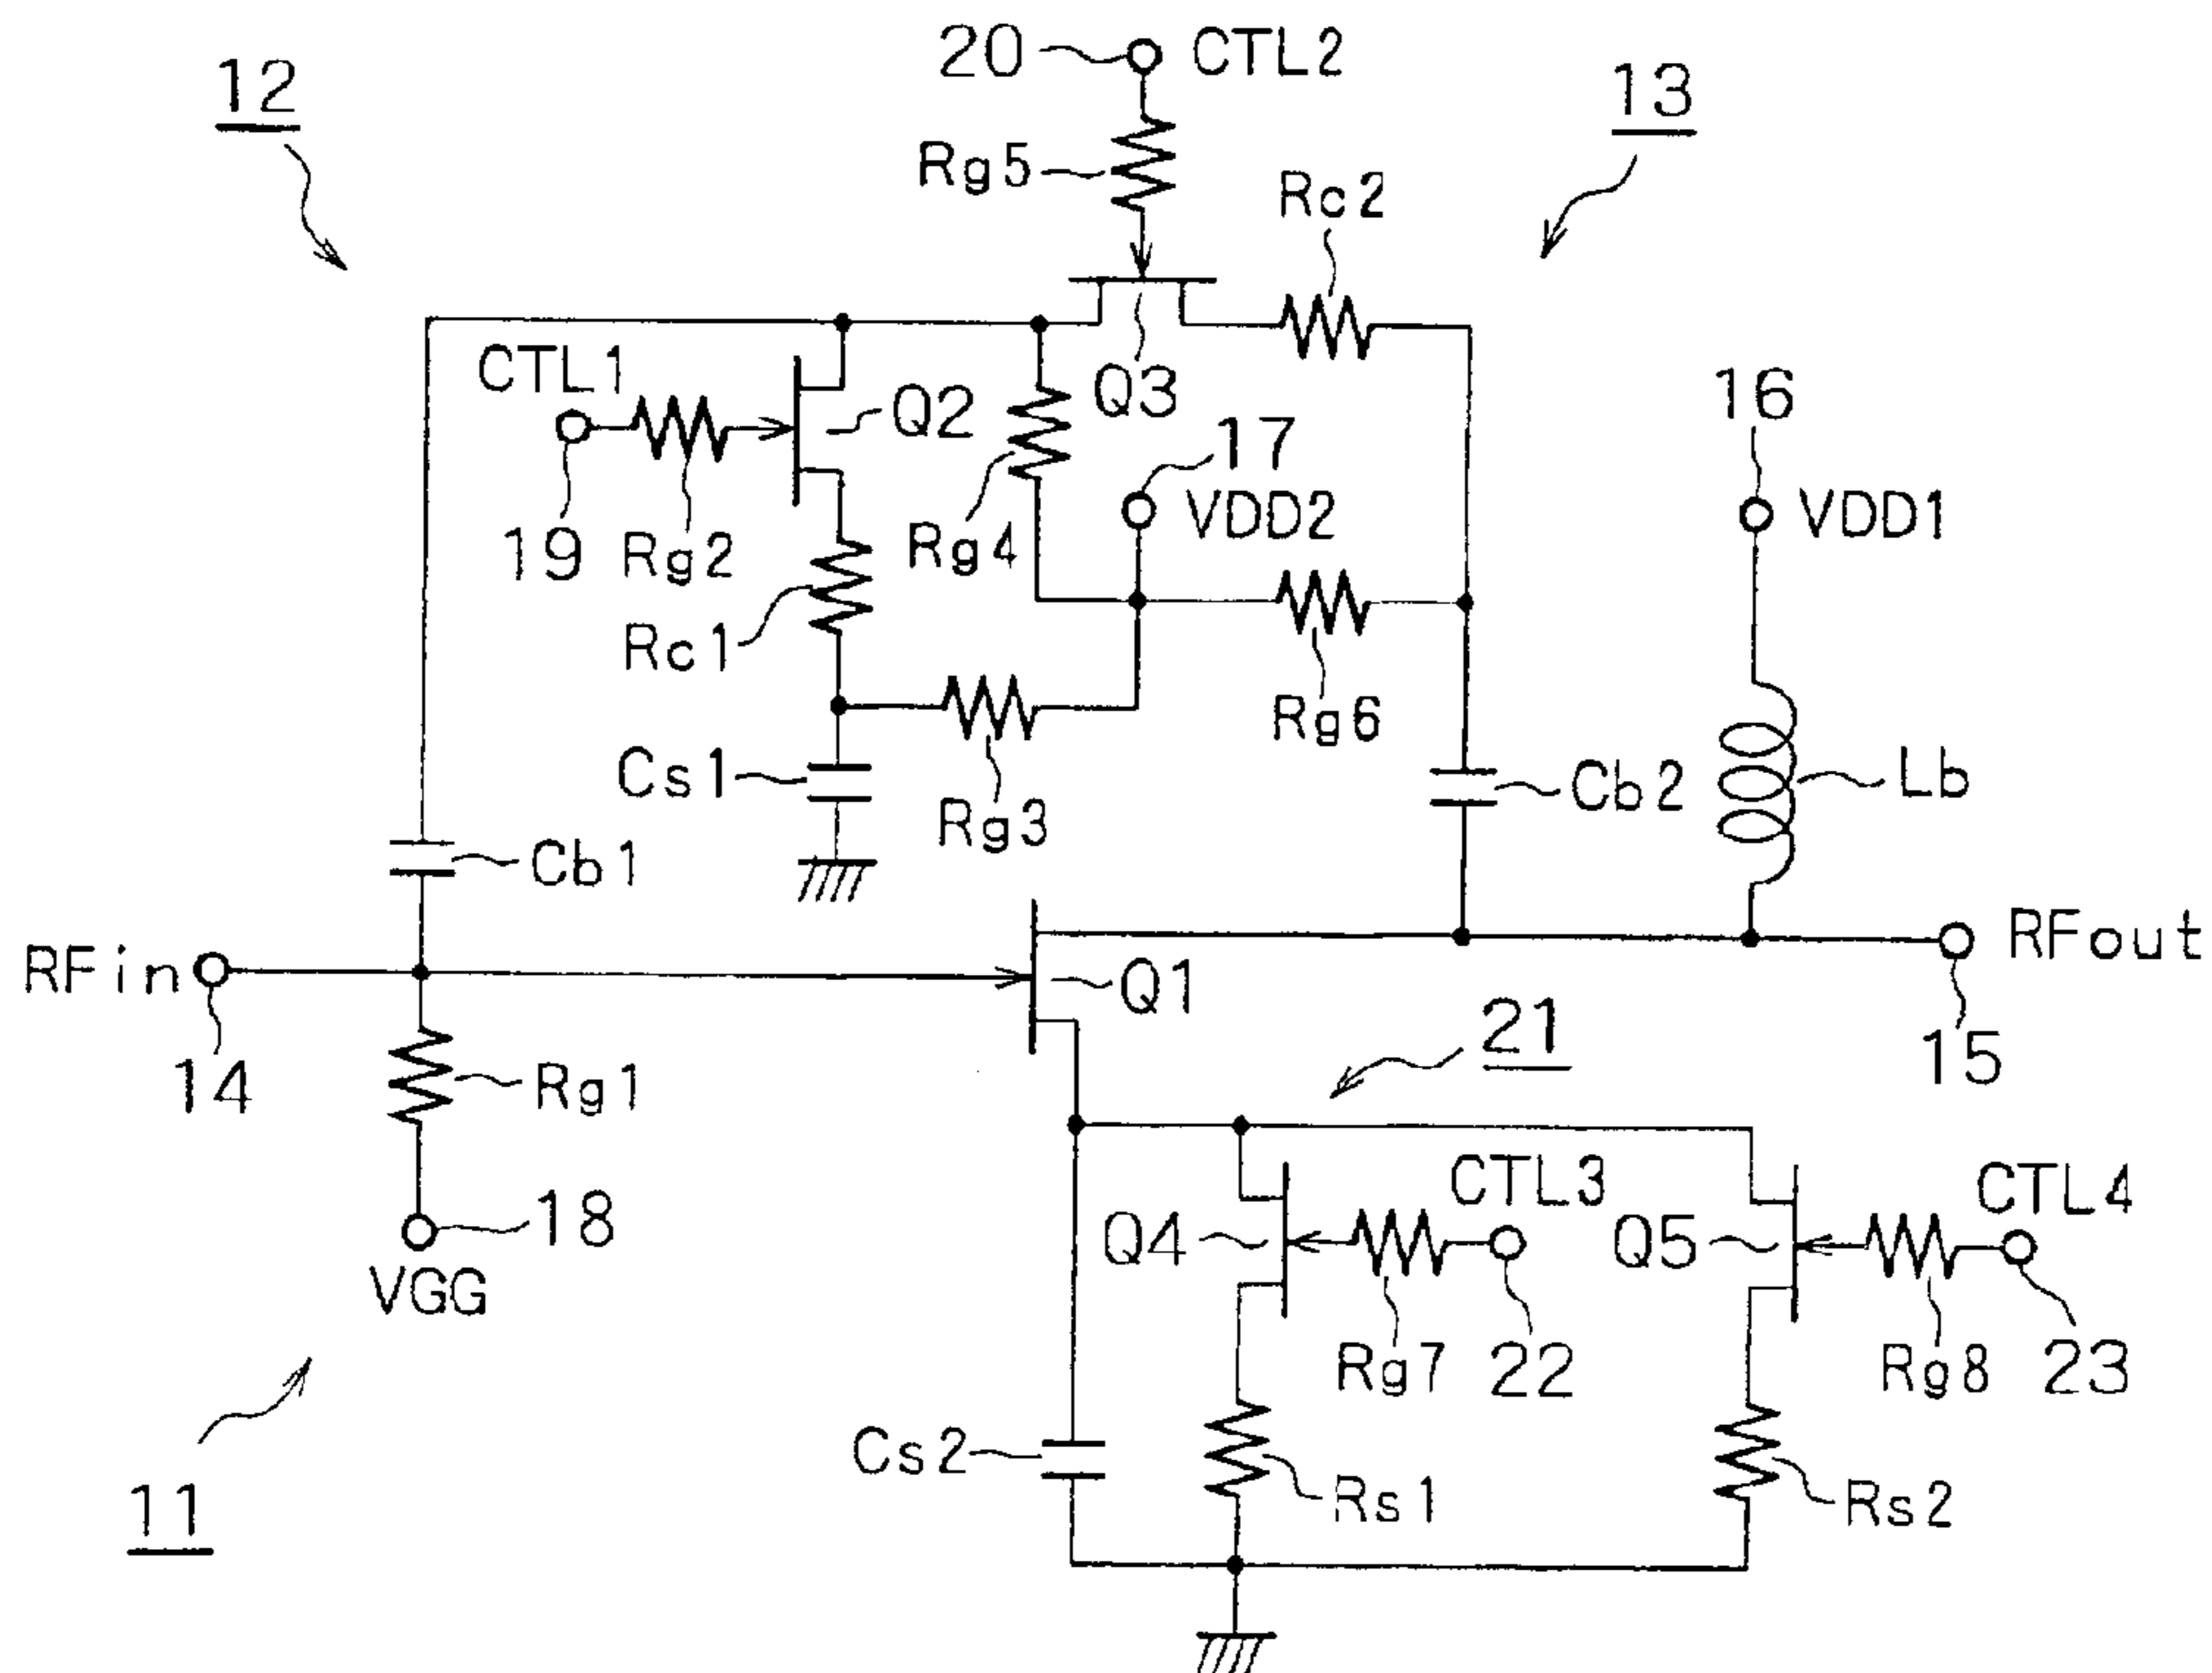 20 CTL2
12
13
Rg5
Rc2
CTL1
Q2
Q3
16
17
VDD2
VDD1
19 Rg2
Rg4
Rc1
Rg6
Cs1
Rg3
Cb2
Lb
Cb1
RFin
RFout
Q1
21
14
Rg1
15
18
VGG
CTL3
CTL4
Q4
Q5
Rg7 22
Rg8 23
Cs2
Rs1
Rs2
11